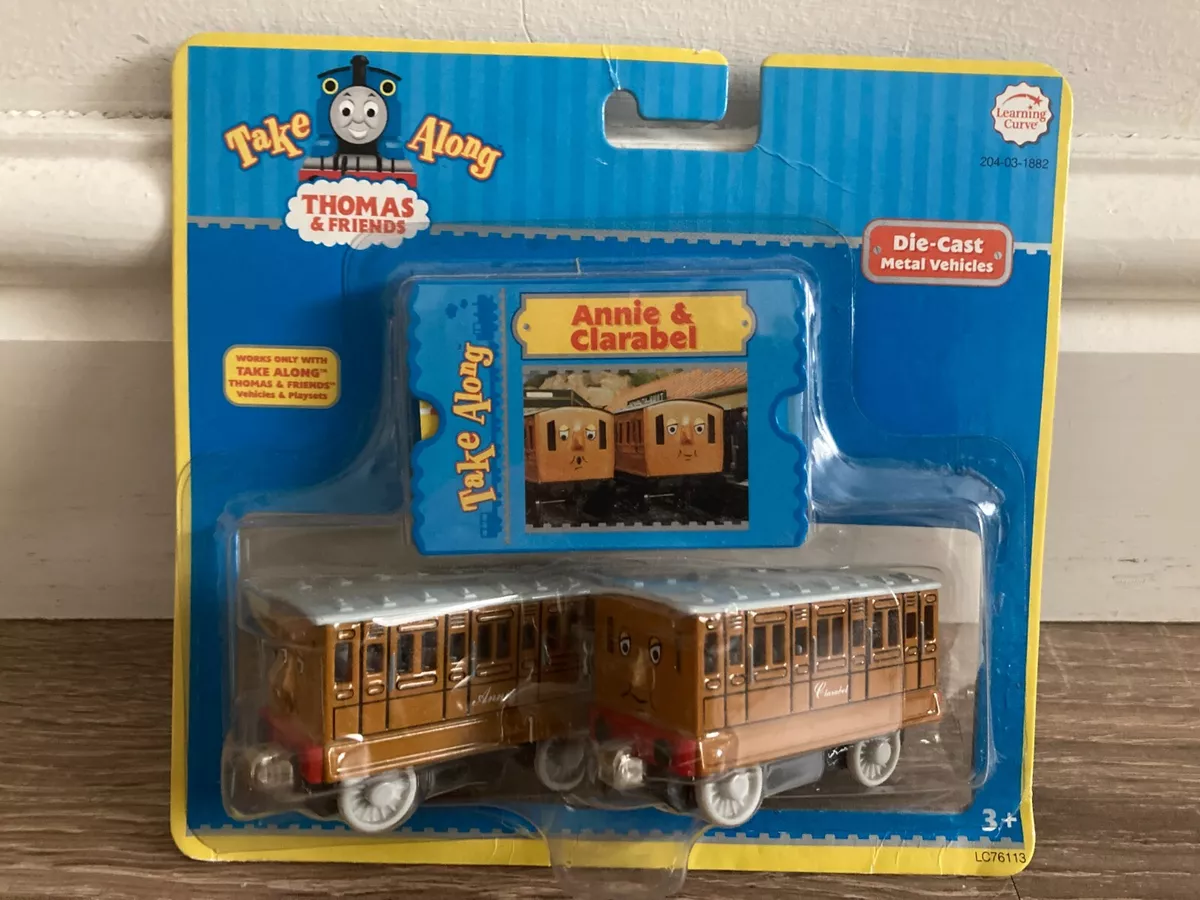 Take Along
THOMAS
& FRIENDS
Learning
Curve
204-03-1882
Die-Cast
Metal Vehicles
WORKS ONLY WITH
TAKE ALONG™
THOMAS & FRIENDS™
Vehicles & Playsets
Take Along
Annie &
Clarabel
Clarabel
3+
LC76113